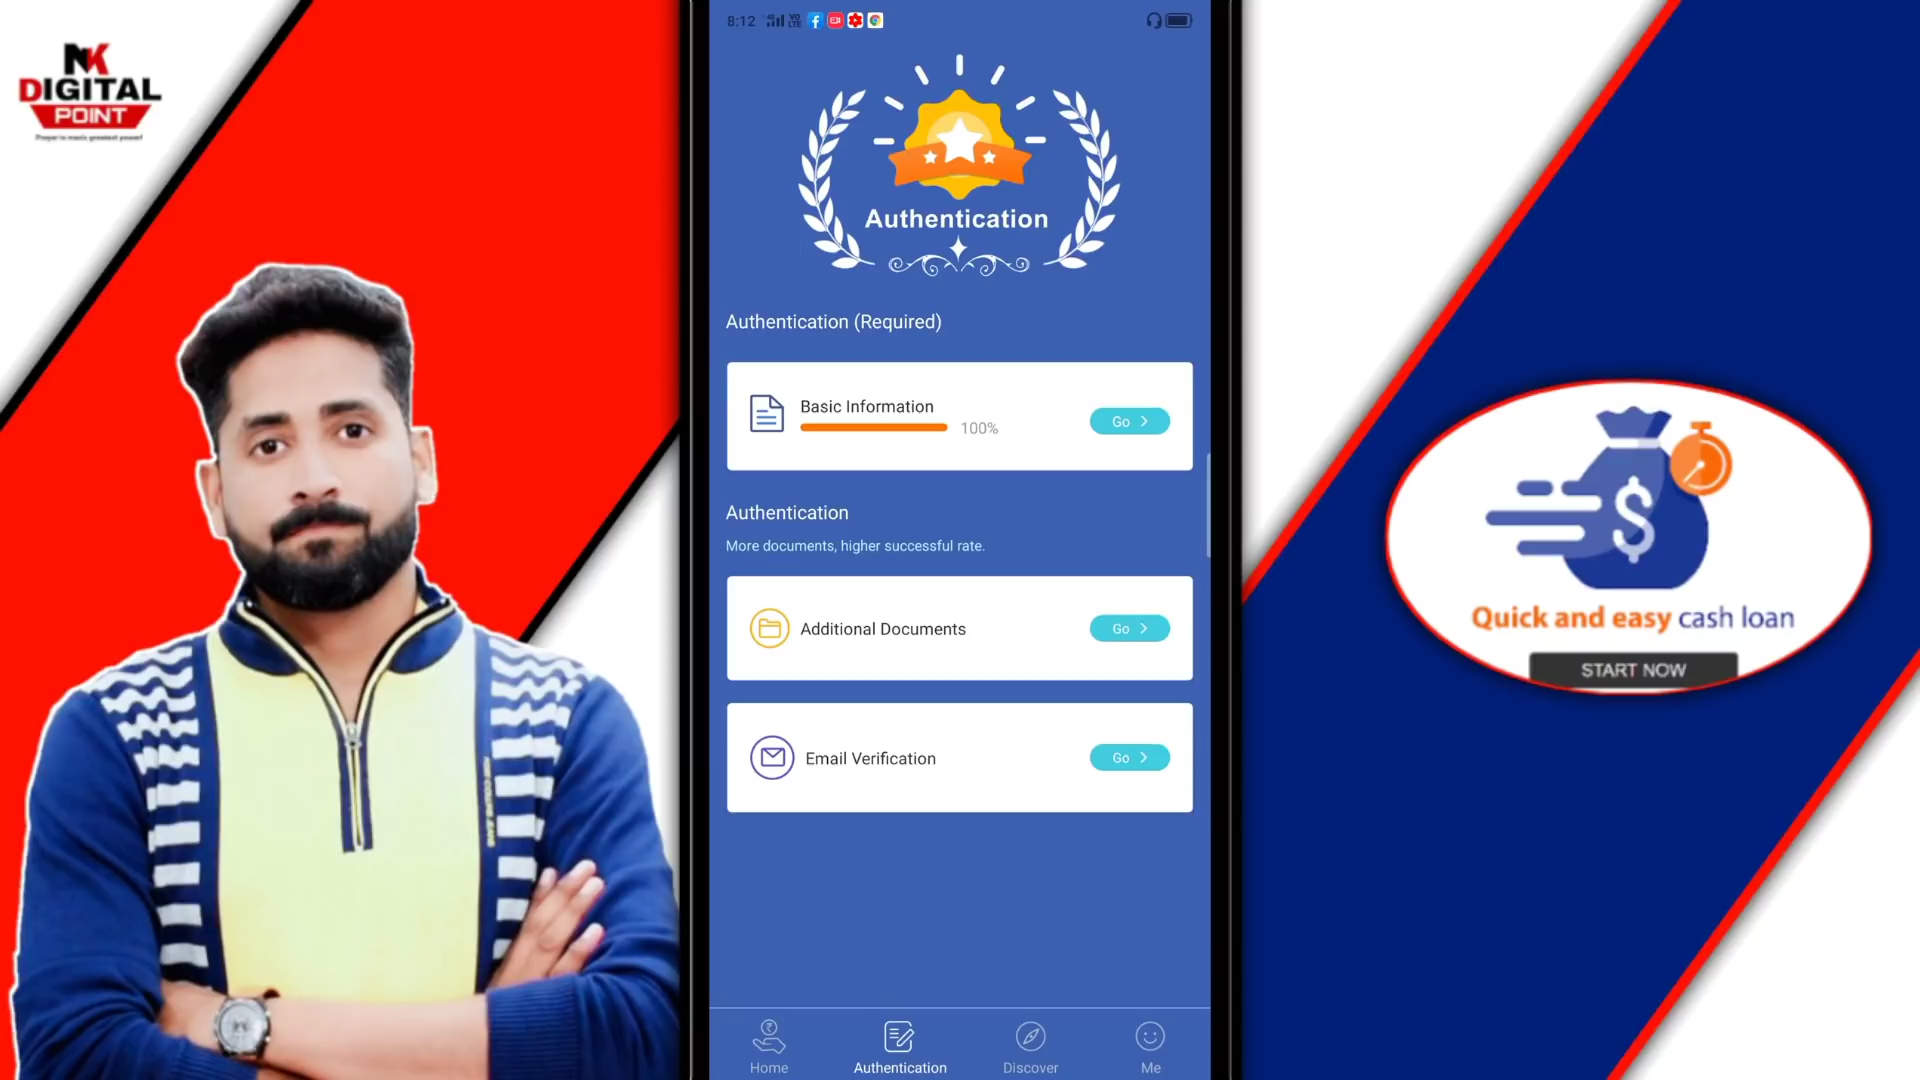 NK
DIGITAL
POINT
8:12
Authentication
Authentication (Required)
Basic Information
100%
Go >
Authentication
More documents, higher successful rate.
Additional Documents
Go >
Email Verification
Go >
Home
Authentication
Discover
Me
Quick and easy cash loan
START NOW